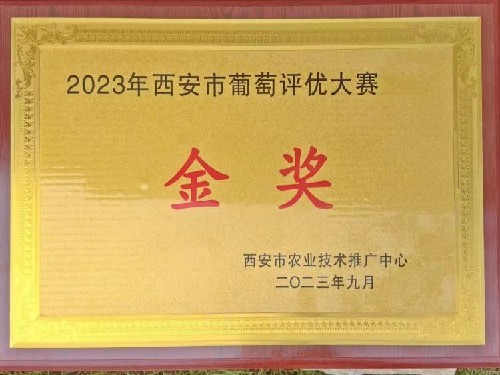 2023年西安市葡萄评优大赛
金奖
西安市农业技术推广中心
二〇二三年九月